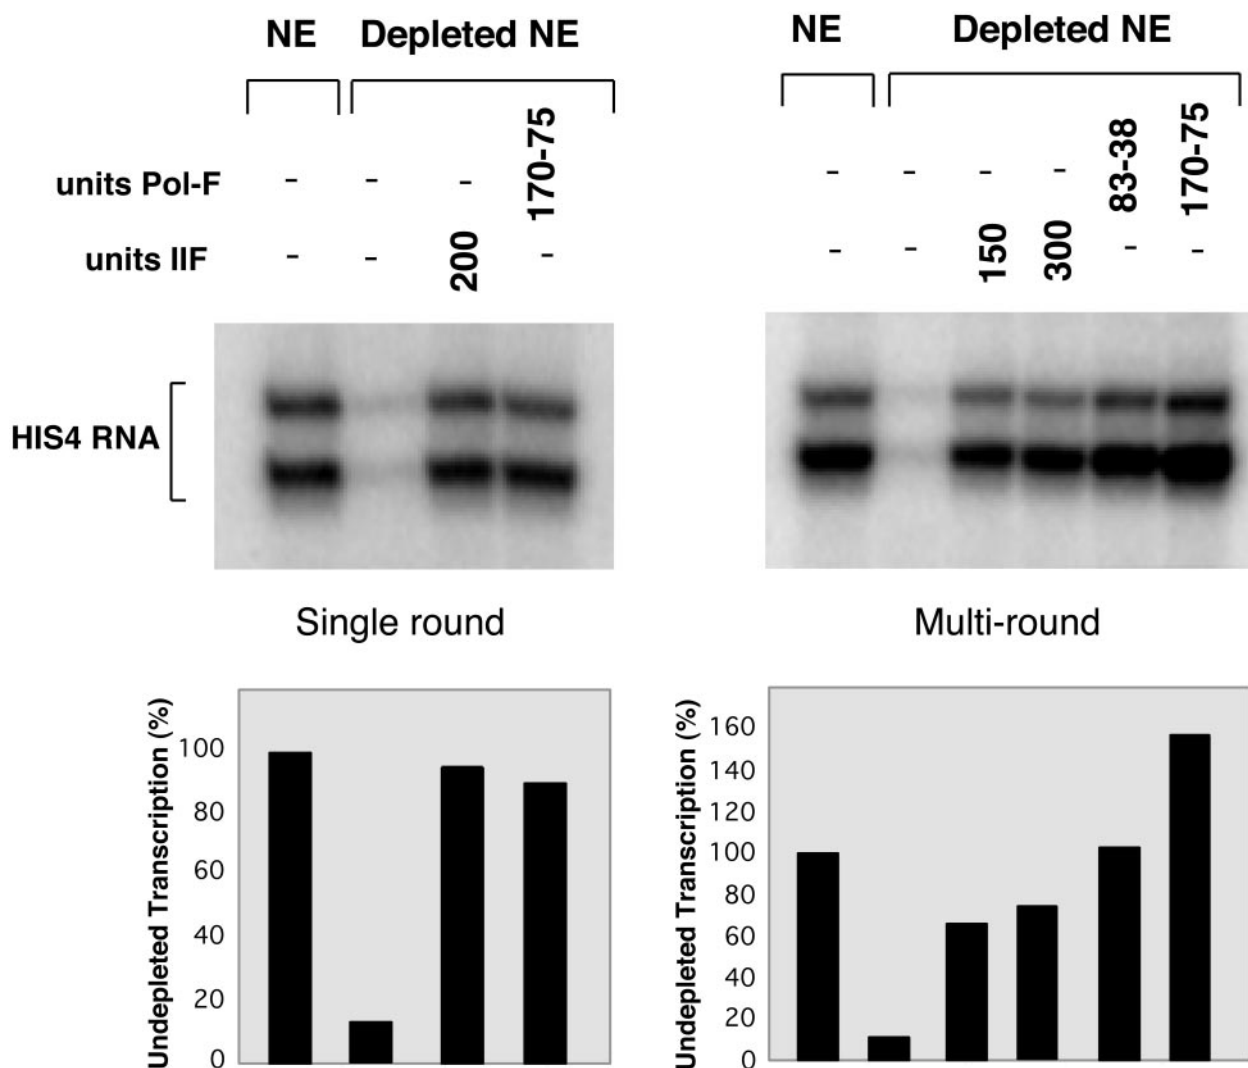 NE Depleted NE
units Pol-F - - - 170-75
units IIF - - 200 -
HIS4 RNA
Single round
Undepleted Transcription (%)
100
80
60
40
20
0
NE Depleted NE
- - - - 83-38 170-75
- - 150 300 - -
Multi-round
Undepleted Transcription (%)
160
140
120
100
80
60
40
20
0